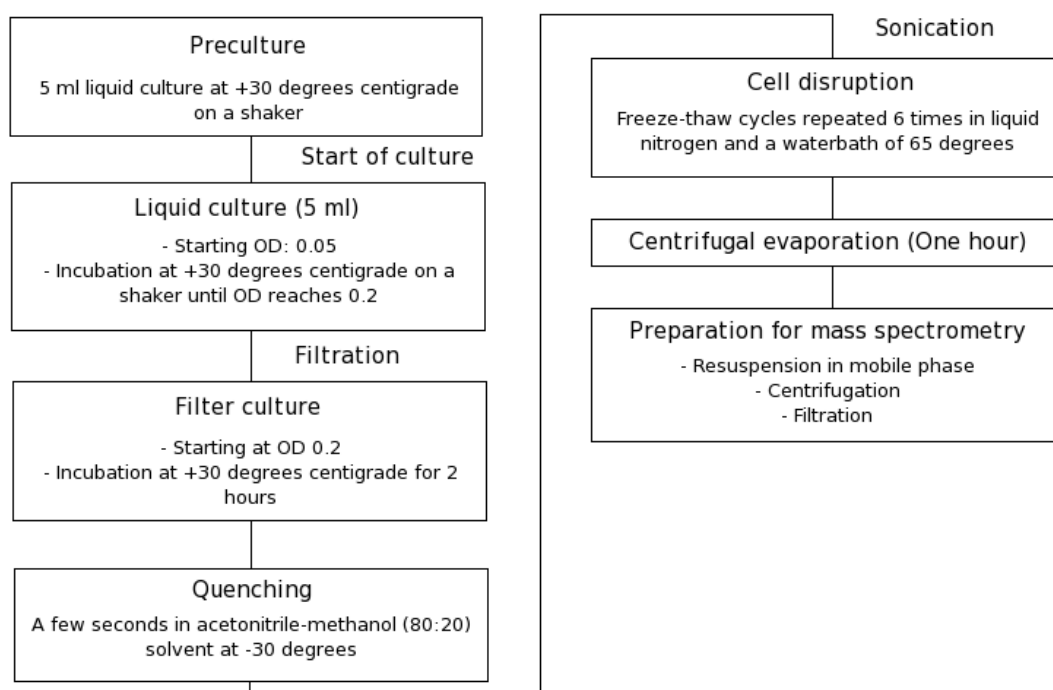 Preculture
5 ml liquid culture at +30 degrees centigrade
on a shaker
Start of culture
Liquid culture (5 ml)
- Starting OD: 0.05
- Incubation at +30 degrees centigrade on a
shaker until OD reaches 0.2
Filtration
Filter culture
- Starting at OD 0.2
- Incubation at +30 degrees centigrade for 2
hours
Quenching
A few seconds in acetonitrile-methanol (80:20)
solvent at -30 degrees
Sonication
Cell disruption
Freeze-thaw cycles repeated 6 times in liquid
nitrogen and a waterbath of 65 degrees
Centrifugal evaporation (One hour)
Preparation for mass spectrometry
- Resuspension in mobile phase
- Centrifugation
- Filtration